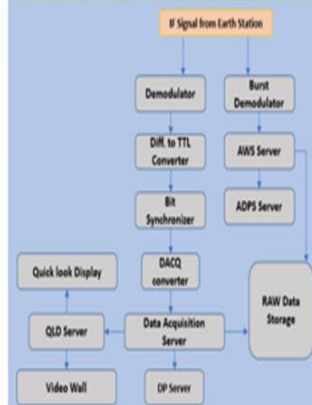 IF Signal from Earth Station
Demodulator
Burst
Demodulator
Diff. to TTL
Converter
AWS Server
Bit
Synchronizer
ADPS Server
Quick look Display
DACQ
converter
RAW Data
Storage
QLD Server
Data Acquisition
Server
Video Wall
DP Server